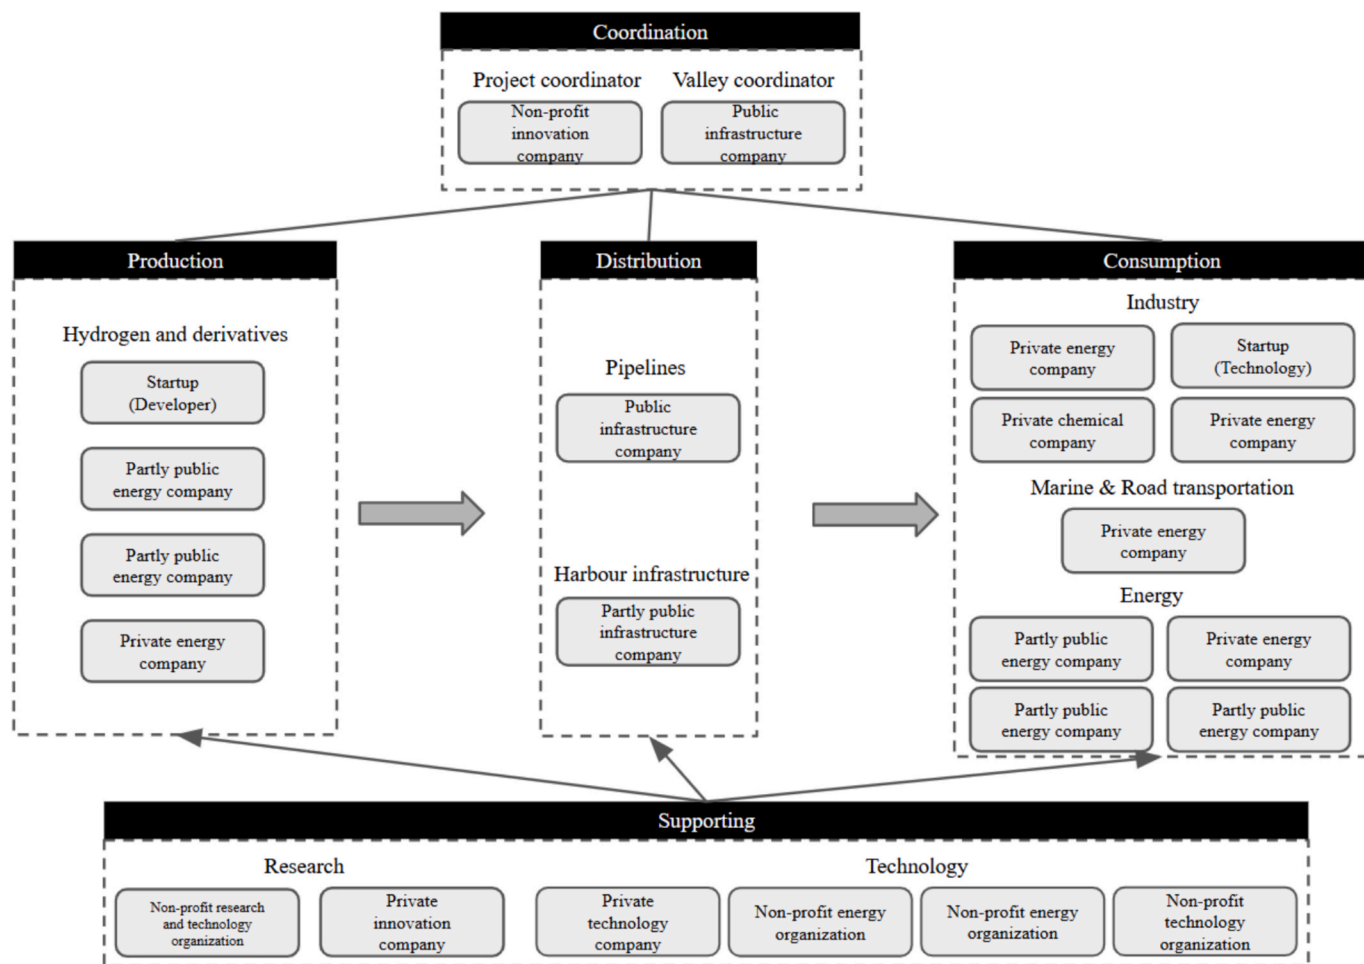 Coordination
Project coordinator
Valley coordinator
Non-profit
innovation
company
Public
infrastructure
company
Production
Hydrogen and derivatives
Startup
(Developer)
Partly public
energy company
Partly public
energy company
Private energy
company
Distribution
Pipelines
Public
infrastructure
company
Harbour infrastructure
Partly public
infrastructure
company
Consumption
Industry
Private energy
company
Startup
(Technology)
Private chemical
company
Private energy
company
Marine & Road transportation
Private energy
company
Energy
Partly public
energy company
Private energy
company
Partly public
energy company
Partly public
energy company
Supporting
Research
Non-profit research
and technology
organization
Private
innovation
company
Technology
Private
technology
company
Non-profit energy
organization
Non-profit energy
organization
Non-profit
technology
organization